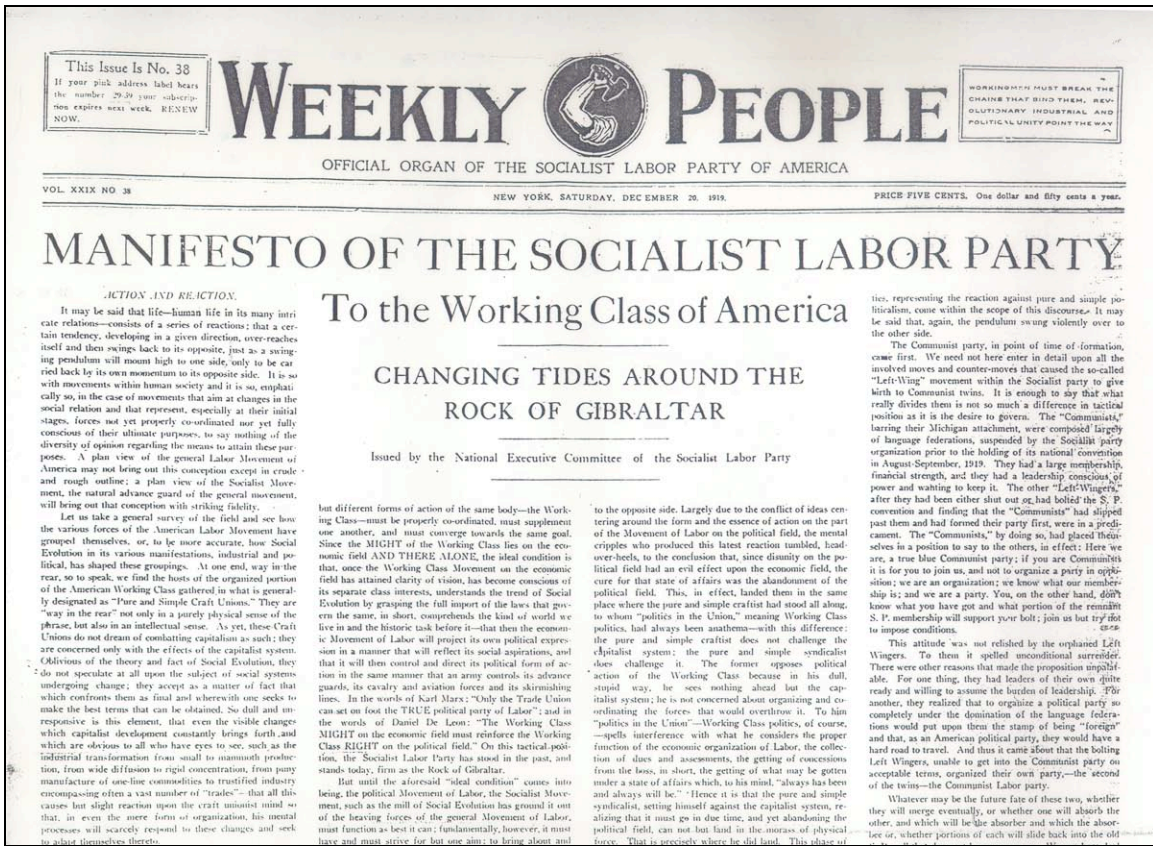 This Issue Is No. 38
If your pink address label bears
the number 29-39 your subscrip-
tion expires next week. RENEW
NOW.
WEEKLY PEOPLE
WORKINGMEN MUST BREAK THE
CHAINS THAT BIND THEM. REV-
OLUTIONARY INDUSTRIAL AND
POLITICAL UNITY POINT THE WAY
OFFICIAL ORGAN OF THE SOCIALIST LABOR PARTY OF AMERICA
VOL. XXIX NO 38
NEW YORK, SATURDAY, DECEMBER 20, 1919.
PRICE FIVE CENTS. One dollar and fifty cents a year.
MANIFESTO OF THE SOCIALIST LABOR PARTY
To the Working Class of America
CHANGING TIDES AROUND THE
ROCK OF GIBRALTAR
Issued by the National Executive Committee of the Socialist Labor Party
ACTION AND REACTION.
It may be said that life—human life in its many intri
cate relations—consists of a series of reactions; that a cer-
tain tendency, developing in a given direction, over-reaches
itself and then swings back to its opposite, just as a swing-
ing pendulum will mount high to one side, only to be car
ried back by its own momentum to its opposite side. It is so
with movements within human society and it is so, emphati
cally so, in the case of movements that aim at changes in the
social relation and that represent, especially at their initial
stages, forces not yet properly co-ordinated nor yet fully
conscious of their ultimate purposes, to say nothing of the
diversity of opinion regarding the means to attain these pur-
poses. A plan view of the general Labor Movement of
America may not bring out this conception except in crude
and rough outline; a plan view of the Socialist Move-
ment, the natural advance guard of the general movement,
will bring out that conception with striking fidelity.
Let us take a general survey of the field and see how
the various forces of the American Labor Movement have
grouped themselves, or, to be more accurate, how Social
Evolution in its various manifestations, industrial and po-
litical, has shaped these groupings. At one end, way in the
rear, so to speak, we find the hosts of the organized portion
of the American Working Class gathered in what is general-
ly designated as "Pure and Simple Craft Unions." They are
"way in the rear" not only in a purely physical sense of the
phrase, but also in an intellectual sense. As yet, these Craft
Unions do not dream of combatting capitalism as such; they
are concerned only with the effects of the capitalist system.
Oblivious of the theory and fact of Social Evolution, they
do not speculate at all upon the subject of social systems
undergoing change; they accept as a matter of fact that
which confronts them as final and wherewith one seeks to
make the best terms that can be obtained. So dull and un-
responsive is this element, that even the visible changes
which capitalist development constantly brings forth and
which are obvious to all who have eyes to see, such as the
industrial transformation from small to mammoth produc-
tion, from wide diffusion to rigid concentration, from puny
manufacture of one-line commodities to trustified industry
encompassing often a vast number of "trades"—that all this
causes but slight reaction upon the craft unionist mind so
that, in even the mere form of organization, his mental
processes will scarcely respond to these changes and seek
to adapt themselves thereto.
but different forms of action of the same body—the Work-
ing Class—must be properly co-ordinated, must supplement
one another, and must converge towards the same goal.
Since the MIGHT of the Working Class lies on the eco-
nomic field AND THERE ALONE, the ideal condition is
that, once the Working Class Movement on the economic
field has attained clarity of vision, has become conscious of
its separate class interests, understands the trend of Social
Evolution by grasping the full import of the laws that gov-
ern the same, in short, comprehends the kind of world we
live in and the historic task before it—that then the econom-
ic Movement of Labor will project its own political expres-
sion in a manner that will reflect its social aspirations, and
that it will then control and direct its political form of ac-
tion in the same manner that an army controls its advance
guards, its cavalry and aviation forces and its skirmishing
lines. In the words of Karl Marx: "Only the Trade Union
can set on foot the TRUE political party of Labor"; and in
the words of Daniel De Leon: "The Working Class
MIGHT on the economic field must reinforce the Working
Class RIGHT on the political field." On this tactical posi-
tion, the Socialist Labor Party has stood in the past, and
stands today, firm as the Rock of Gibraltar.
But until the aforesaid "ideal condition" comes into
being, the political Movement of Labor, the Socialist Move-
ment, such as the mill of Social Evolution has ground it out
of the heaving forces of the general Movement of Labor,
must function as best it can; fundamentally, however, it must
have and must strive for but one aim; to bring about and
to the opposite side. Largely due to the conflict of ideas cen-
tering around the form and the essence of action on the part
of the Movement of Labor on the political field, the mental
cripples who produced this latest reaction tumbled, head-
over-heels, to the conclusion that, since disunity on the po-
litical field had an evil effect upon the economic field, the
cure for that state of affairs was the abandonment of the
political field. This, in effect, landed them in the same
place where the pure and simple craftist had stood all along,
to whom "politics in the Union," meaning Working Class
politics, had always been anathema—with this difference:
the pure and simple craftist does not challenge the
capitalist system; the pure and simple syndicalist
does challenge it. The former opposes political
action of the Working Class because in his dull,
stupid way, he sees nothing ahead but the cap-
italist system; he is not concerned about organizing and co-
ordinating the forces that would overthrow it. To him
"politics in the Union"—Working Class politics, of course,
—spells interference with what he considers the proper
function of the economic organization of Labor, the collec-
tion of dues and assessments, the getting of concessions
from the boss, in short, the getting of what may be gotten
under a state of affairs which, to his mind, "always has been
and always will be." Hence it is that the pure and simple
syndicalist, setting himself against the capitalist system, re-
alizing that it must go in due time, and yet abandoning the
political field, can not but land in the morass of physical
force. That is precisely where he did land. This phase of
ties, representing the reaction against pure and simple po-
liticalism, come within the scope of this discourse. It may
be said that, again, the pendulum swung violently over to
the other side.
The Communist party, in point of time of formation,
came first. We need not here enter in detail upon all the
involved moves and counter-moves that caused the so-called
"Left-Wing" movement within the Socialist party to give
birth to Communist twins. It is enough to say that what
really divides them is not so much a difference in tactical
position as it is the desire to govern. The "Communists,"
barring their Michigan attachment, were composed largely
of language federations, suspended by the Socialist party
organization prior to the holding of its national convention
in August-September, 1919. They had a large membership,
financial strength, and they had a leadership conscious of
power and wanting to keep it. The other "Left-Wingers,"
after they had been either shut out or had bolted the S. P.
convention and finding that the "Communists" had slipped
past them and had formed their party first, were in a predi-
cament. The "Communists," by doing so, had placed them-
selves in a position to say to the others, in effect: Here we
are, a true blue Communist party; if you are Communists
it is for you to join us, and not to organize a party in oppo-
sition; we are an organization; we know what our member-
ship is; and we are a party. You, on the other hand, don't
know what you have got and what portion of the remnant
S. P. membership will support your bolt; join us but try not
to impose conditions.
This attitude was not relished by the orphaned Left
Wingers. To them it spelled unconditional surrender.
There were other reasons that made the proposition unpalat-
able. For one thing, they had leaders of their own quite
ready and willing to assume the burden of leadership. For
another, they realized that to organize a political party so
completely under the domination of the language federa-
tions would put upon them the stamp of being "foreign"
and that, as an American political party, they would have a
hard road to travel. And thus it came about that the bolting
Left Wingers, unable to get into the Communist party on
acceptable terms, organized their own party,—the second
of the twins—the Communist Labor party.
Whatever may be the future fate of these two, whether
they will merge eventually, or whether one will absorb the
other, and which will be the absorber and which the absor-
bee or, whether portions of each will slide back into the old